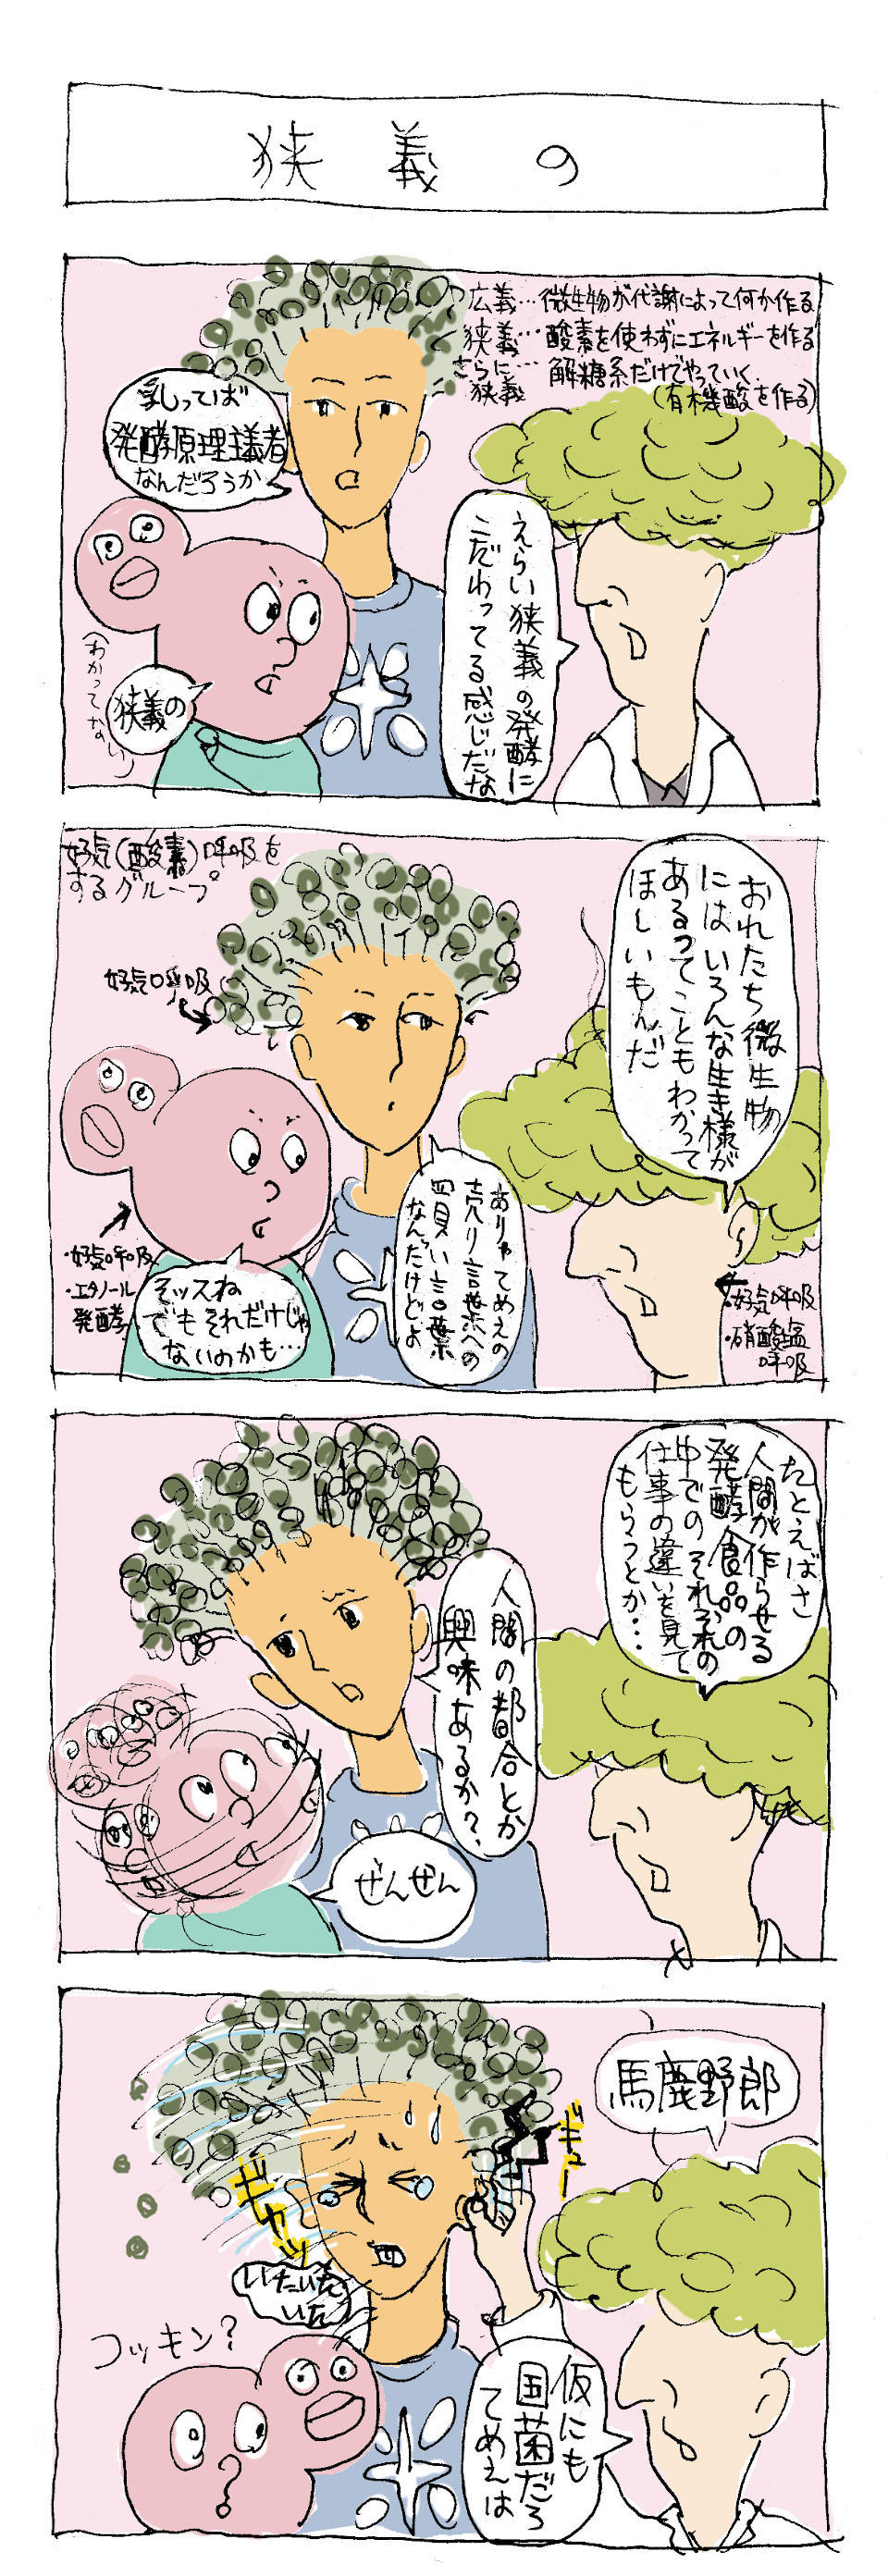 狭義の
広義…微生物が代謝によって何か作る
狭義…酸素を使わずにエネルギーを作る
さらに…解糖系だけでやっていく
狭義
(有機酸を作る)
乳ってば
発酵原理主義者
なんだろうか
えらい狭義の発酵に
こだわってる感じだな
狭義の
(わかってない)
好気(酸素)呼吸を
するグループ
おれたち微生物
にはいろんな生き様が
あるってこともわかって
ほしいもんだ
好気呼吸
ありゃてめえの
売り言葉への
買い言葉
なんだけどよ
そッスね
でもそれだけじゃ
ないのかも…
・好気呼吸
・エタノール
発酵
・好気呼吸
・硝酸塩
呼吸
たとえばさ
人間が作らせる
発酵食品の
中でのそれぞれの
仕事の違いを見て
もらうとか…
人間の都合とか
興味あるか?
ぜんぜん
馬鹿野郎
ギュー
ギャッ
いたいた
いた
仮にも
国菌だろ
てめえは
コッキン?